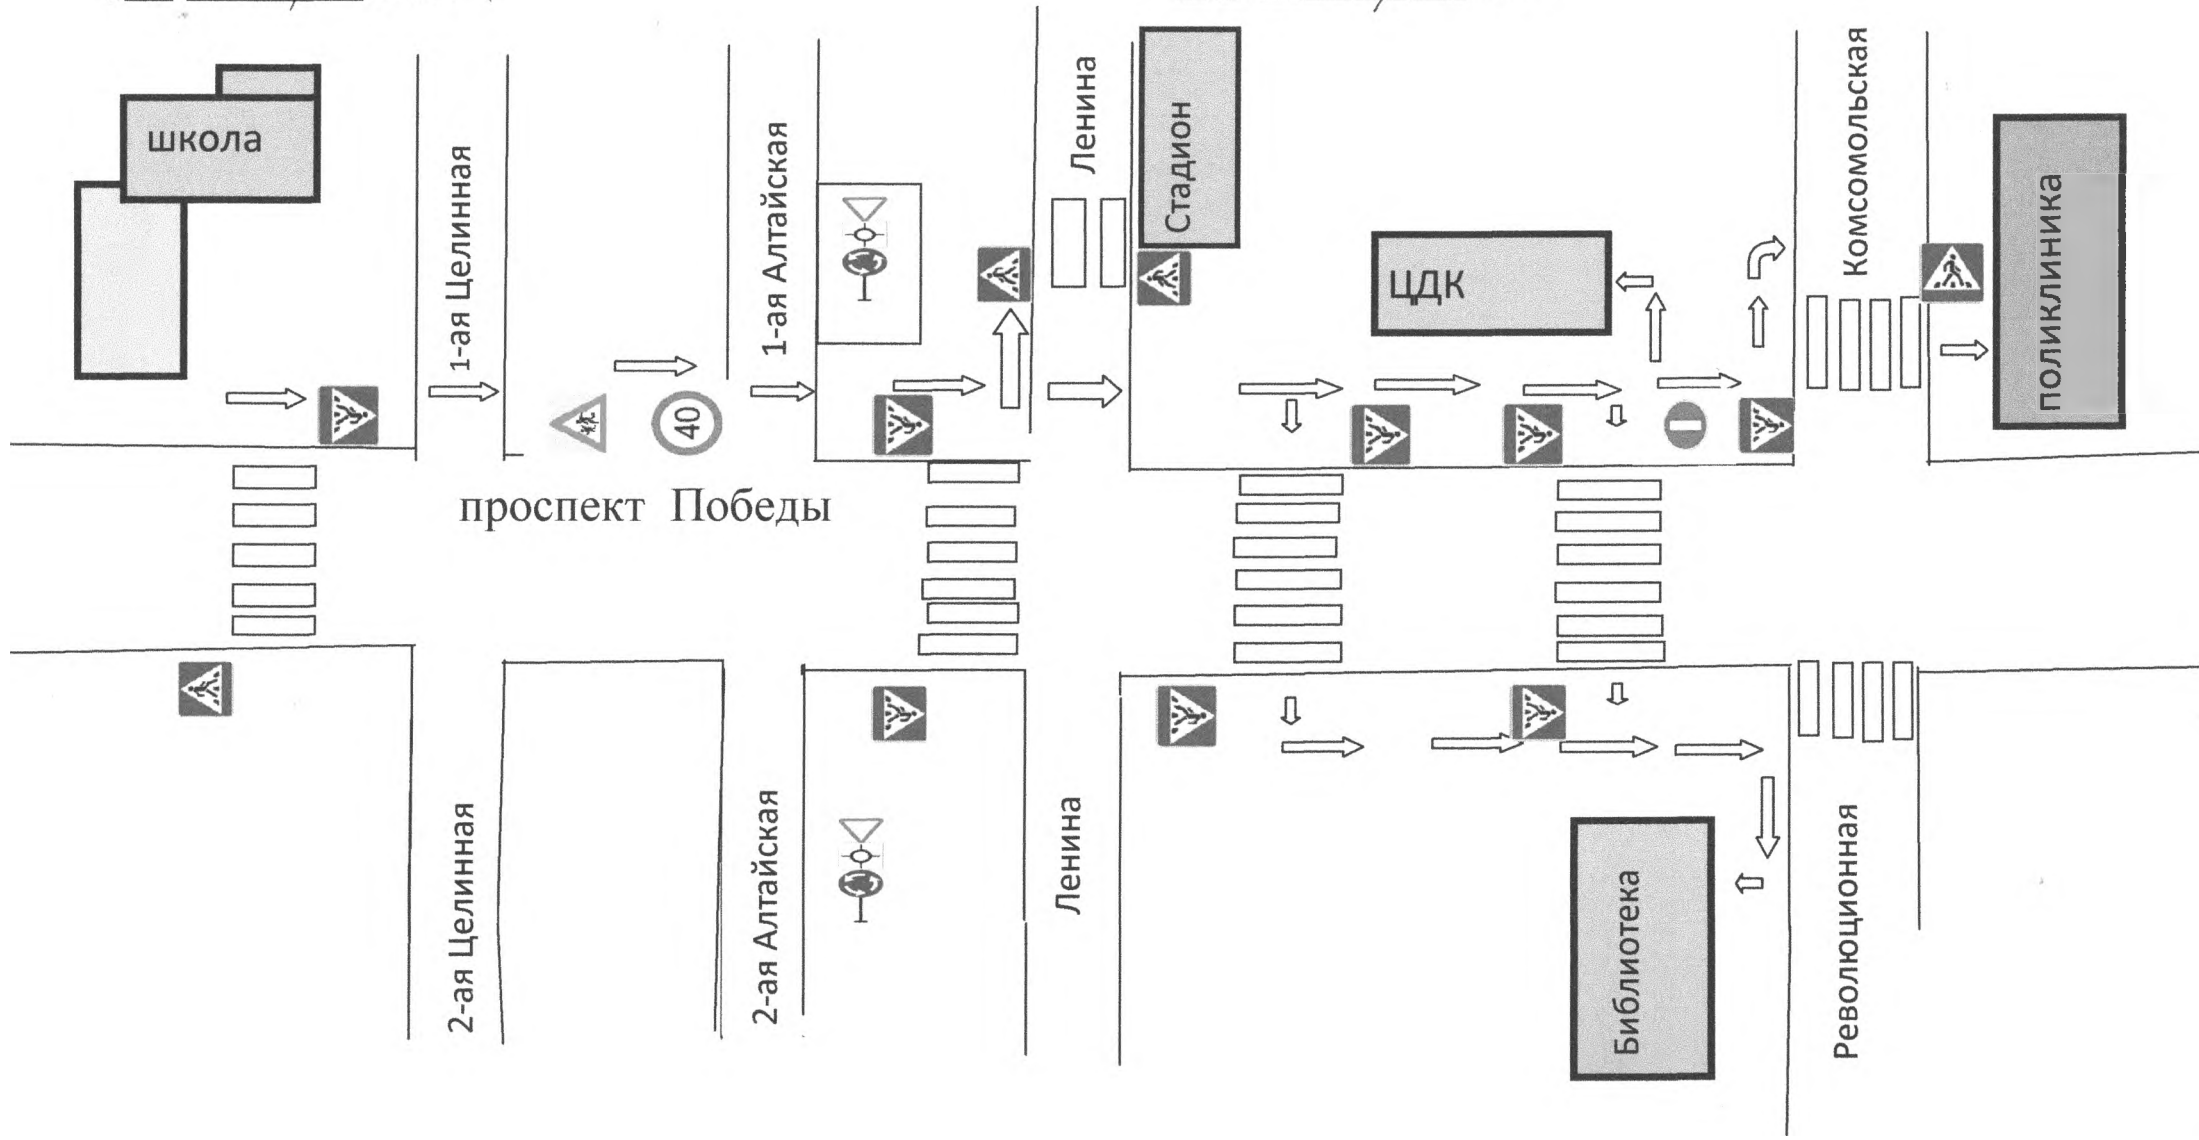 школа
1-ая Целинная
1-ая Алтайская
Ленина
Стадион
ЦДК
Комсомольская
поликлиника
40
проспект Победы
2-ая Целинная
2-ая Алтайская
Ленина
Библиотека
Революционная